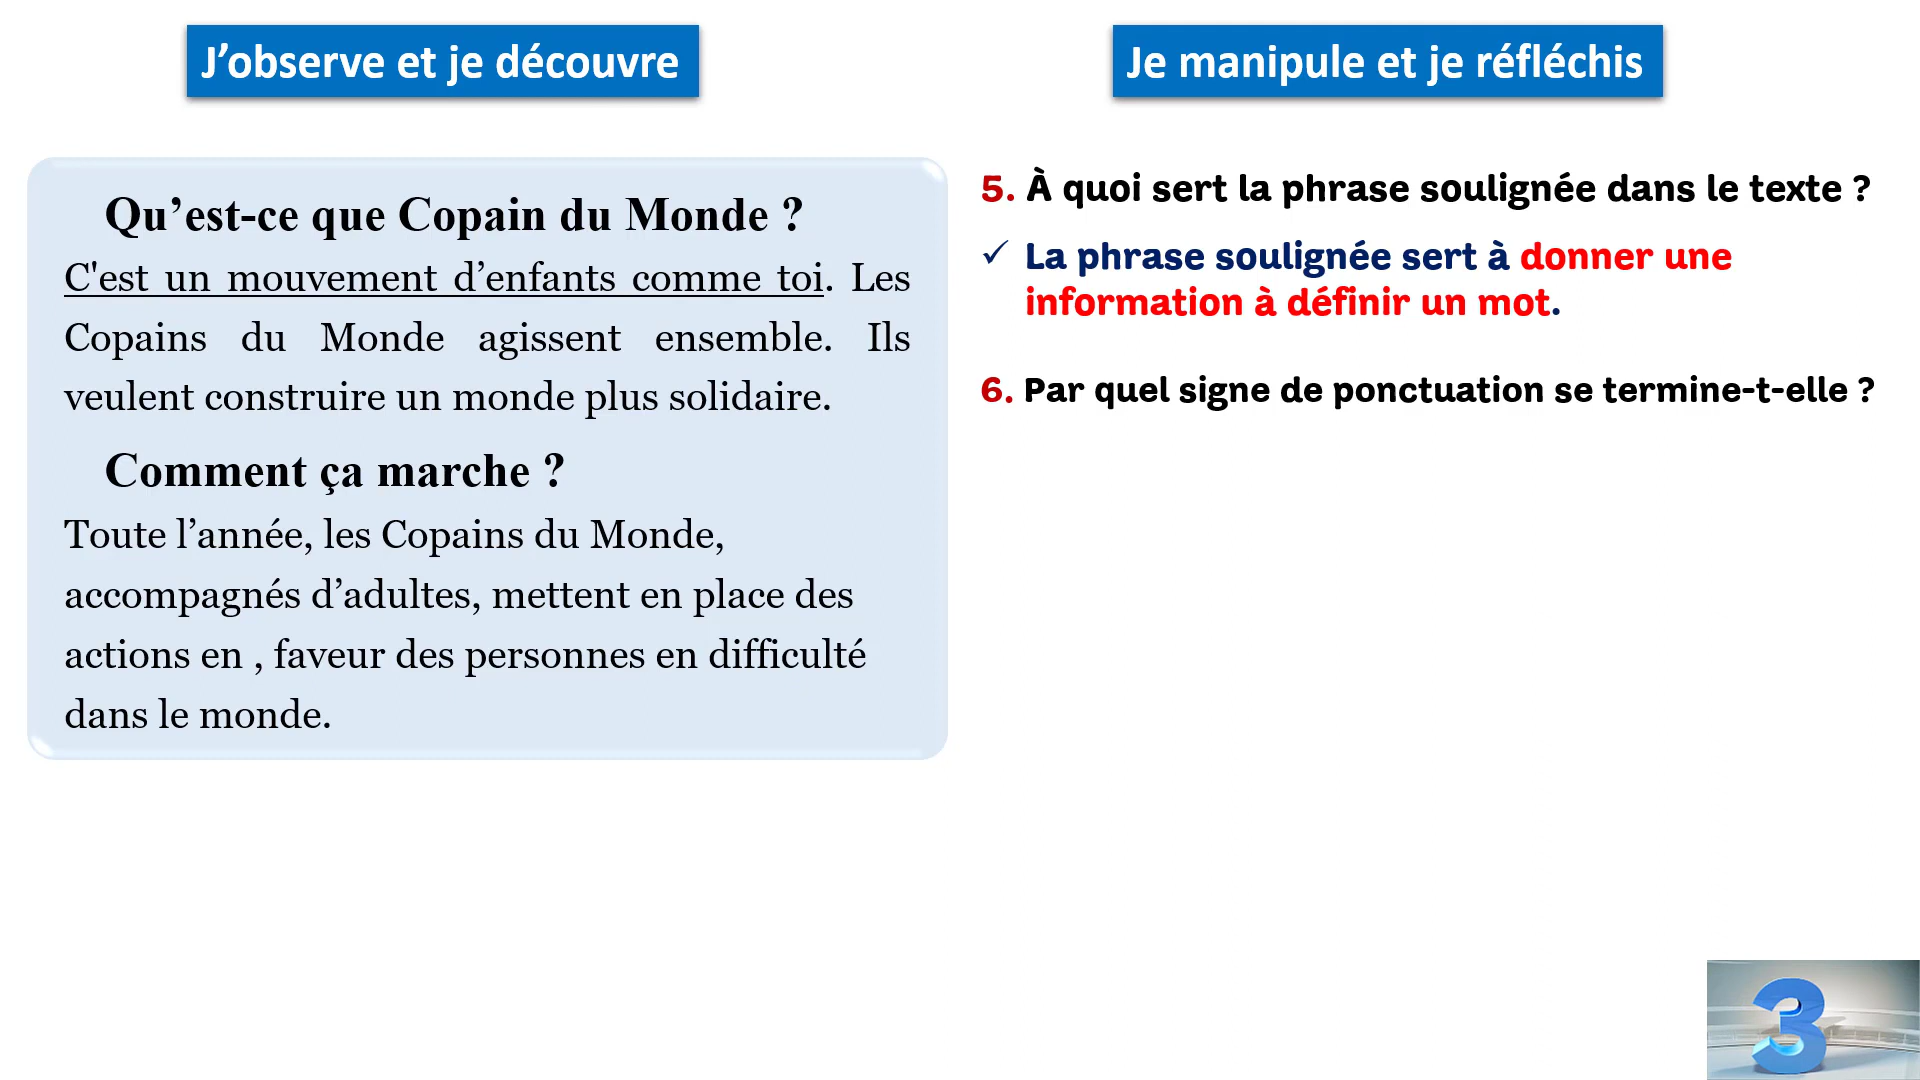 J’observe et je découvre
Qu’est-ce que Copain du Monde ?
C'est un mouvement d’enfants comme toi. Les
Copains du Monde agissent ensemble. Ils
veulent construire un monde plus solidaire.
Comment ça marche ?
Toute l’année, les Copains du Monde,
accompagnés d’adultes, mettent en place des
actions en , faveur des personnes en difficulté
dans le monde.
Je manipule et je réfléchis
5. À quoi sert la phrase soulignée dans le texte ?
✓ La phrase soulignée sert à donner une
information à définir un mot.
6. Par quel signe de ponctuation se termine-t-elle ?
3